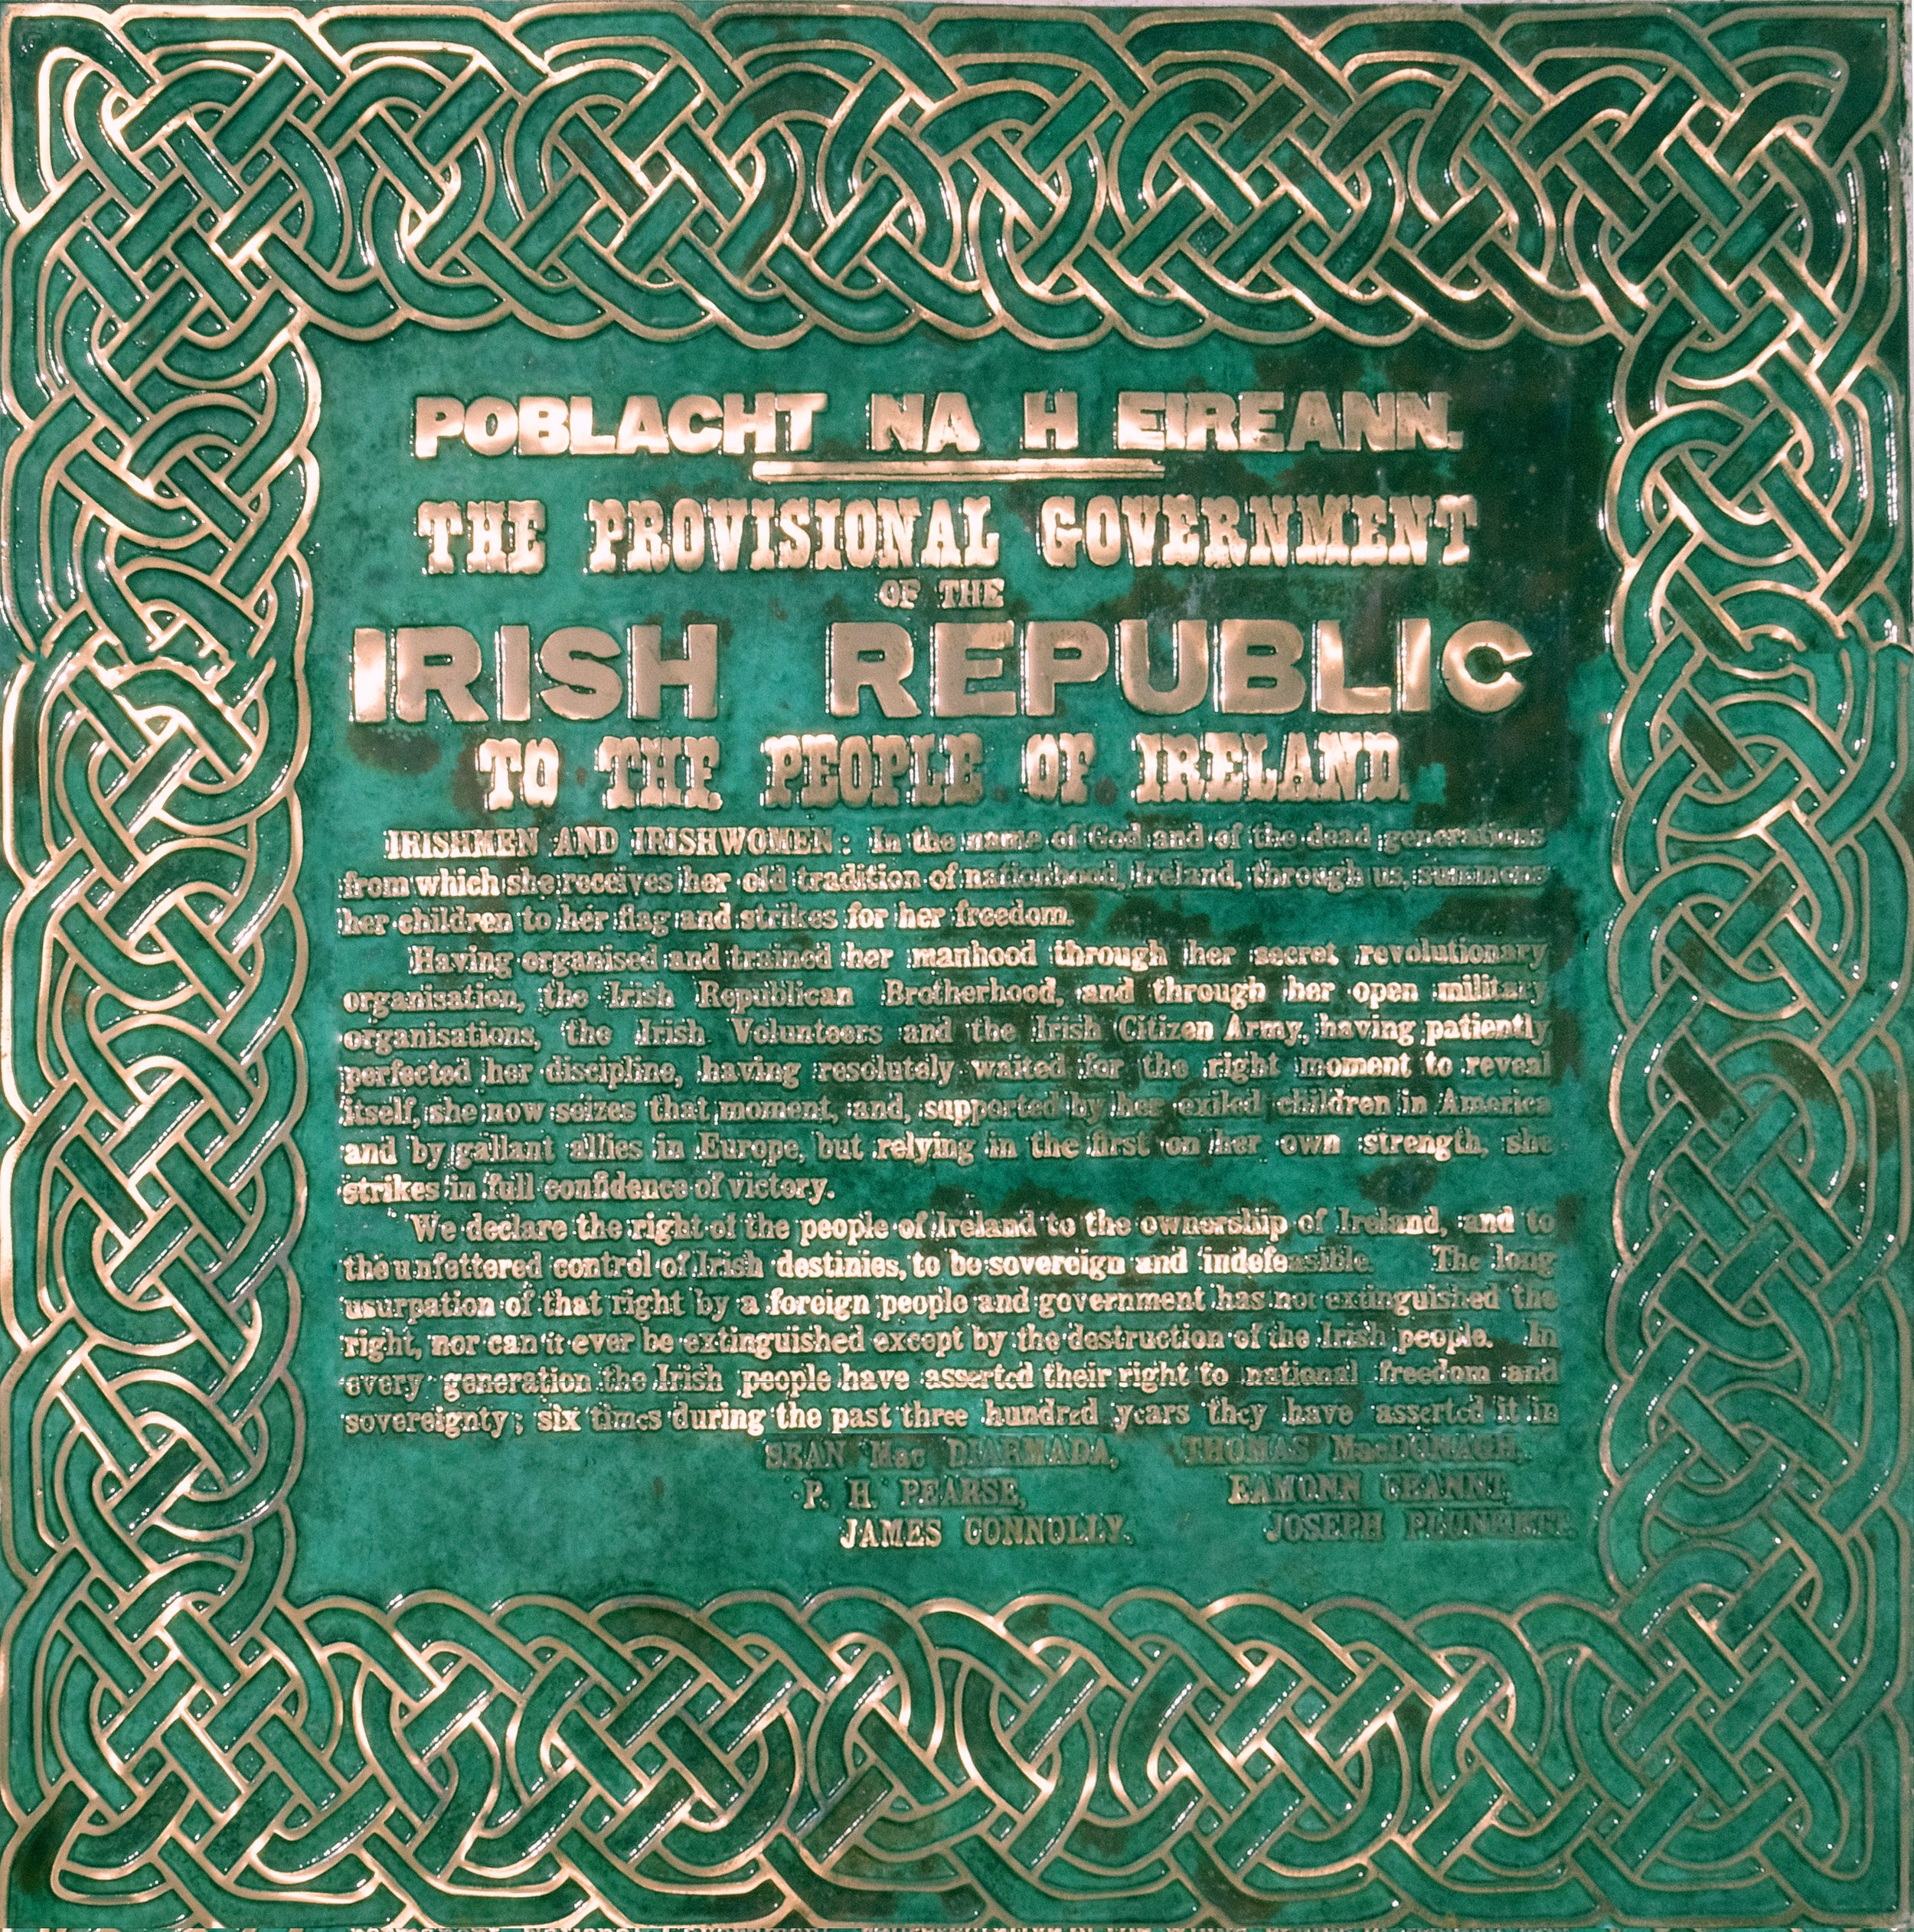 POBLACHT NA H EIREANN.
THE PROVISIONAL GOVERNMENT
OF THE
IRISH REPUBLIC
TO THE PEOPLE OF IRELAND.
IRISHMEN AND IRISHWOMEN: In the name of God and of the dead generations
from which she receives her old tradition of nationhood, Ireland, through us, summons
her children to her flag and strikes for her freedom.
Having organised and trained her manhood through her secret revolutionary
organisation, the Irish Republican Brotherhood, and through her open military
organisations, the Irish Volunteers and the Irish Citizen Army, having patiently
perfected her discipline, having resolutely waited for the right moment to reveal
itself, she now seizes that moment, and, supported by her exiled children in America
and by gallant allies in Europe, but relying in the first on her own strength, she
strikes in full confidence of victory.
We declare the right of the people of Ireland to the ownership of Ireland, and to
the unfettered control of Irish destinies, to be sovereign and indefeasible. The long
usurpation of that right by a foreign people and government has not extinguished the
right, nor can it ever be extinguished except by the destruction of the Irish people. In
every generation the Irish people have asserted their right to national freedom and
sovereignty; six times during the past three hundred years they have asserted it in
SEAN Mac DIARMADA, THOMAS MacDONAGH,
P. H. PEARSE, EAMONN CEANNT,
JAMES CONNOLLY. JOSEPH PLUNKETT